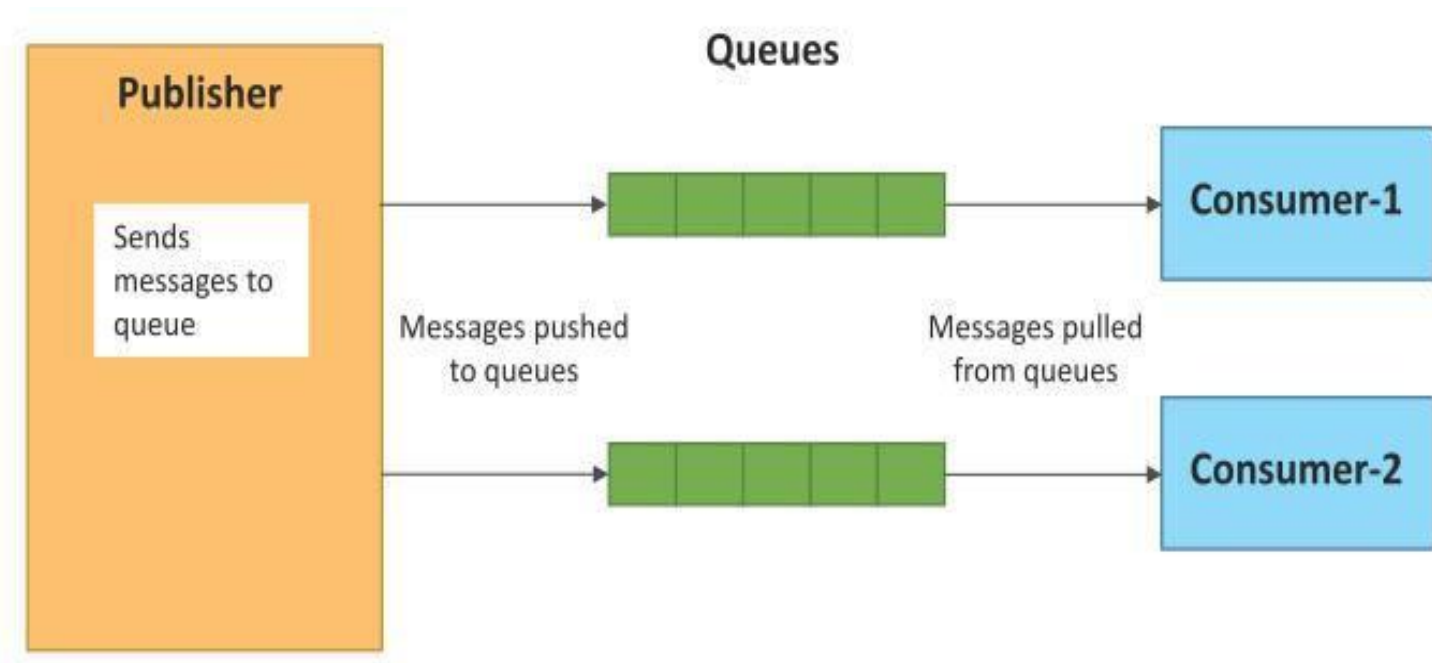 Queues
Publisher
Sends
messages to
queue
Messages pushed
to queues
Messages pulled
from queues
Consumer-1
Consumer-2